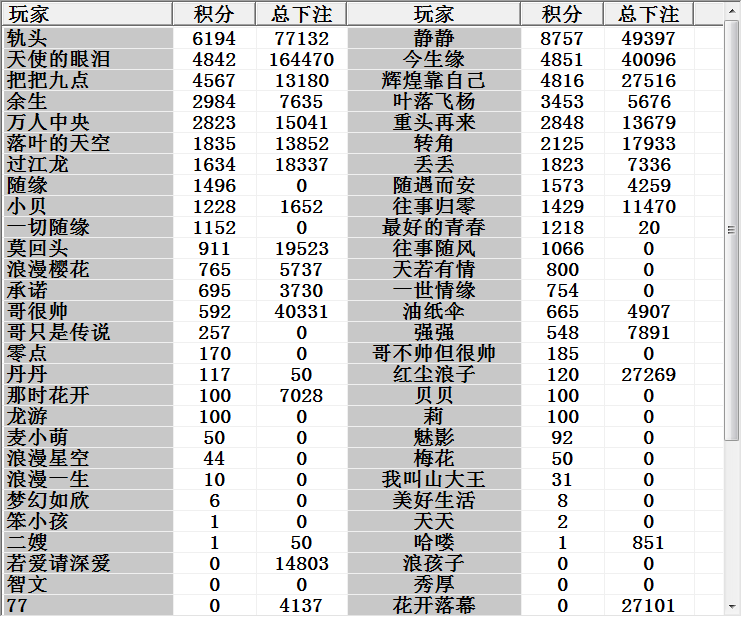 玩家 积分 总下注 玩家 积分 总下注
轨头 6194 77132 静静 8757 49397
天使的眼泪 4842 164470 今生缘 4851 40096
把把九点 4567 13180 辉煌靠自己 4816 27516
余生 2984 7635 叶落飞杨 3453 5676
万人中央 2823 15041 重头再来 2848 13679
落叶的天空 1835 13852 转角 2125 17933
过江龙 1634 18337 丢丢 1823 7336
随缘 1496 0 随遇而安 1573 4259
小贝 1228 1652 往事归零 1429 11470
一切随缘 1152 0 最好的青春 1218 20
莫回头 911 19523 往事随风 1066 0
浪漫樱花 765 5737 天若有情 800 0
承诺 695 3730 一世情缘 754 0
哥很帅 592 40331 油纸伞 665 4907
哥只是传说 257 0 强强 548 7891
零点 170 0 哥不帅但很帅 185 0
丹丹 117 50 红尘浪子 120 27269
那时花开 100 7028 贝贝 100 0
龙游 100 0 莉 100 0
麦小萌 50 0 魅影 92 0
浪漫星空 44 0 梅花 50 0
浪漫一生 10 0 我叫山大王 31 0
梦幻如欣 6 0 美好生活 8 0
笨小孩 1 0 天天 2 0
二嫂 1 50 哈喽 1 851
若爱请深爱 0 14803 浪孩子 0 0
智文 0 0 秀厚 0 0
77 0 4137 花开落幕 0 27101